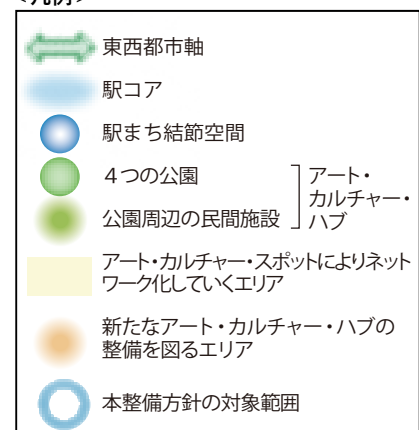 <凡例>
東西都市軸
駅コア
駅まち結節空間
４つの公園
公園周辺の民間施設
アート・
カルチャー・
ハブ
アート・カルチャー・スポットによりネット
ワーク化していくエリア
新たなアート・カルチャー・ハブの
整備を図るエリア
本整備方針の対象範囲